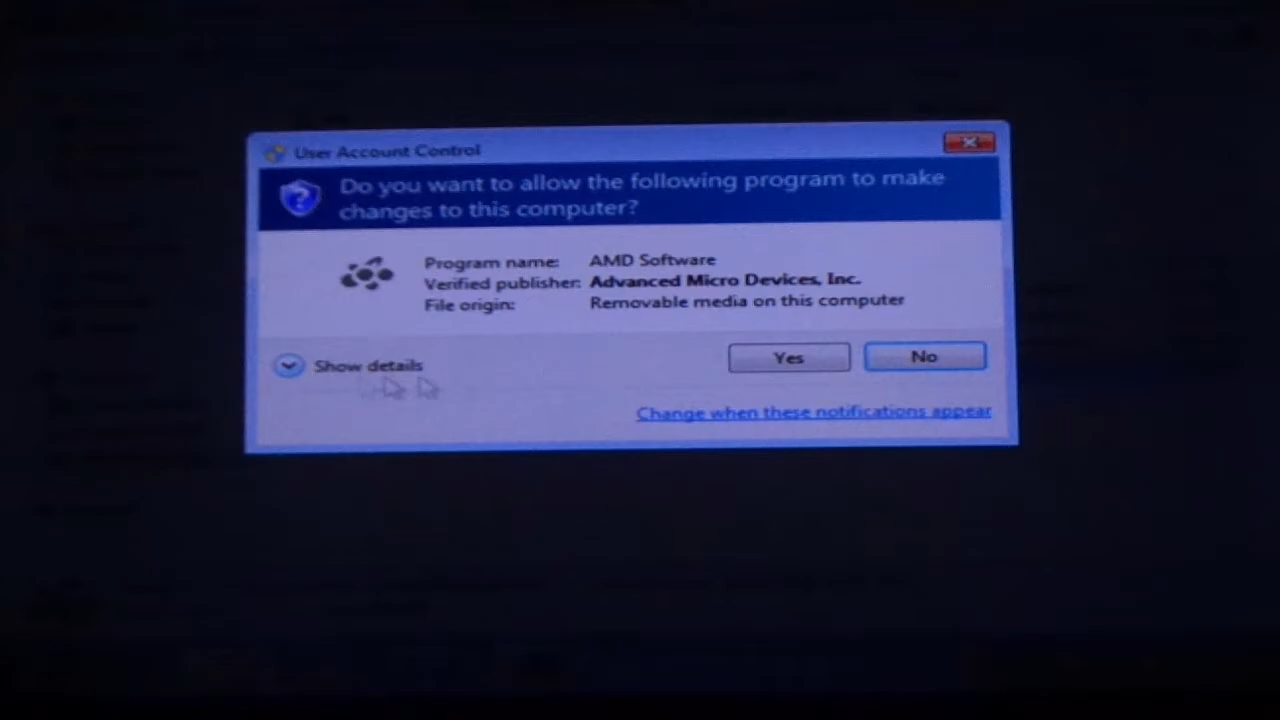 User Account Control
Do you want to allow the following program to make
changes to this computer?
Program name: AMD Software
Verified publisher: Advanced Micro Devices, Inc.
File origin: Removable media on this computer
Show details
Yes
No
Change when these notifications appear